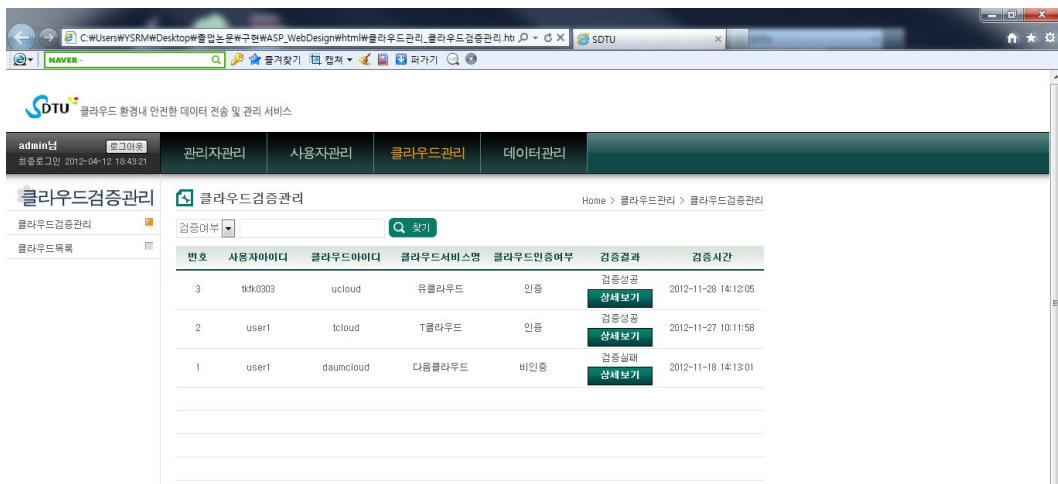 C:₩Users₩YSRM₩Desktop₩졸업논문₩구현₩ASP_WebDesign₩html₩클라우드관리_클라우드검증관리.ht
SDTU
NAVER
즐겨찾기 캡쳐 퍼가기
SDTU 클라우드 환경내 안전한 데이터 전송 및 관리 서비스
admin님 로그아웃
최종로그인 2012-04-12 18:43:21
관리자관리 사용자관리 클라우드관리 데이터관리
클라우드검증관리
클라우드검증관리
클라우드목록
클라우드검증관리
Home > 클라우드관리 > 클라우드검증관리
검증여부 찾기
번호 사용자아이디 클라우드아이디 클라우드서비스명 클라우드인증여부 검증결과 검증시간
3 tkfk0303 ucloud 유클라우드 인증 검증성공 2012-11-28 14:12:05
상세보기
2 user1 tcloud T클라우드 인증 검증성공 2012-11-27 10:11:58
상세보기
1 user1 daumcloud 다음클라우드 비인증 검증실패 2012-11-18 14:13:01
상세보기